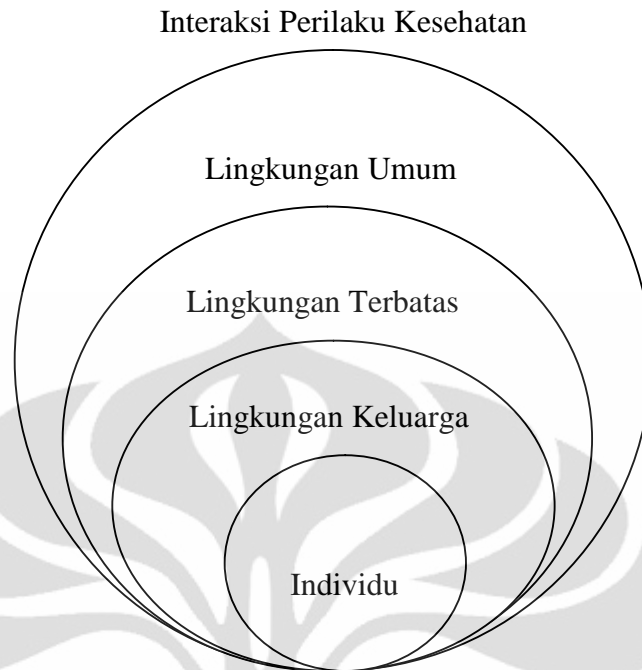 Interaksi Perilaku Kesehatan
Lingkungan Umum
Lingkungan Terbatas
Lingkungan Keluarga
Individu